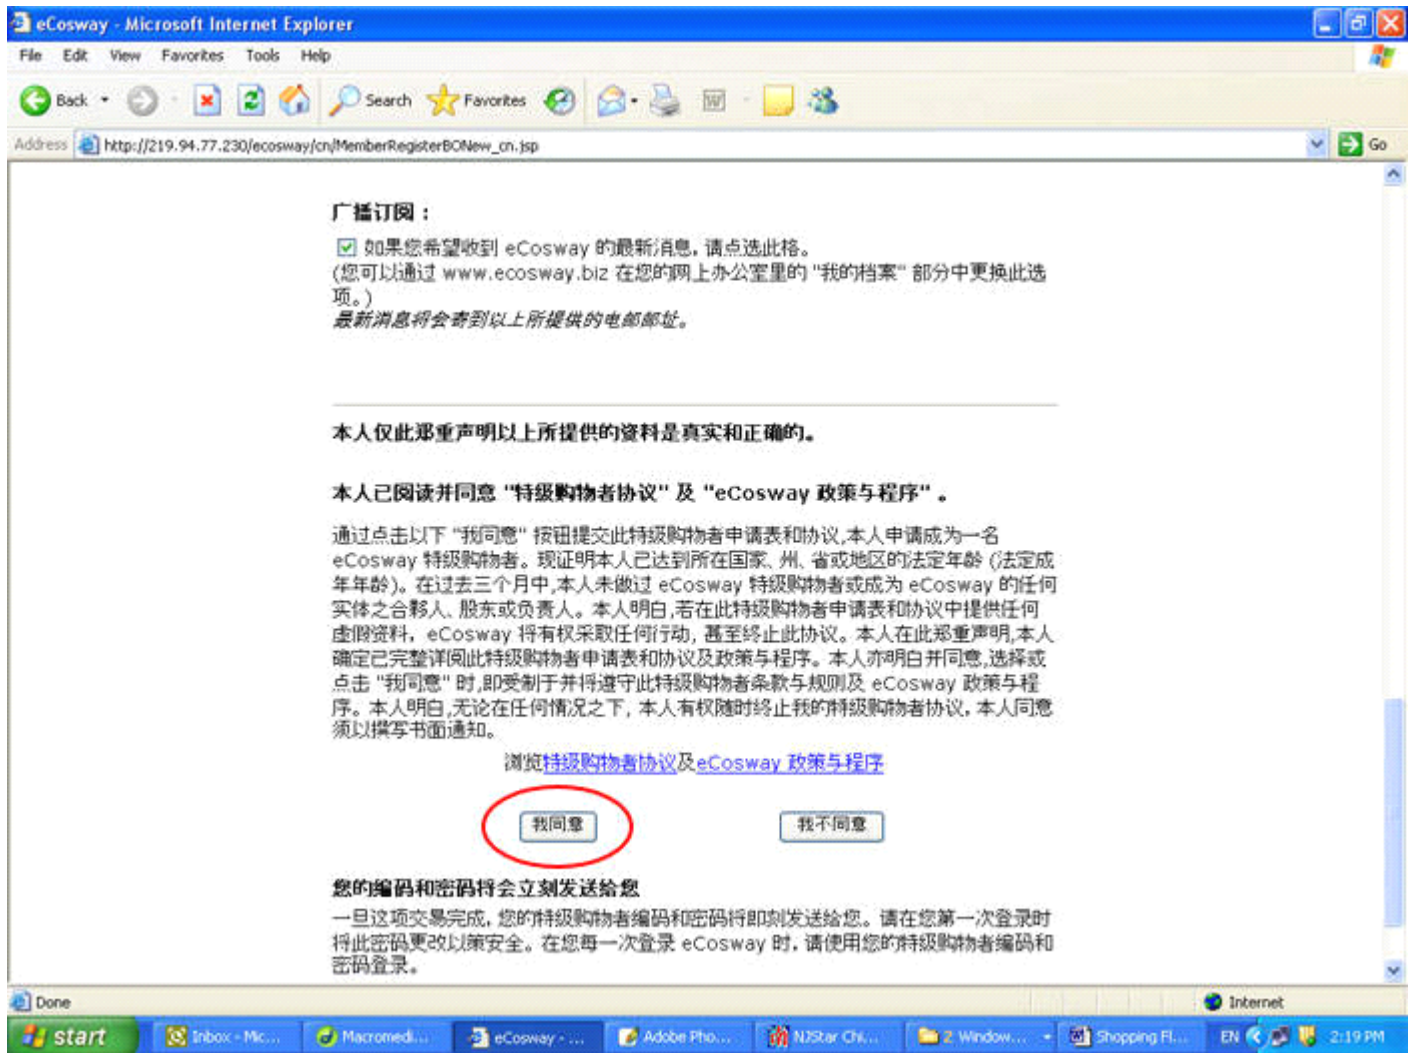 eCosway - Microsoft Internet Explorer
File Edit View Favorites Tools Help
Back Search Favorites
Address http://219.94.77.230/ecosway/cn/MemberRegisterBONew_cn.jsp Go
广播订阅：
如果您希望收到 eCosway 的最新消息，请点选此格。
(您可以通过 www.ecosway.biz 在您的网上办公室里的 "我的档案" 部分中更换此选
项。)
最新消息将会寄到以上所提供的电邮邮址。
本人仅此郑重声明以上所提供的资料是真实和正确的。
本人已阅读并同意 "特级购物者协议" 及 "eCosway 政策与程序" 。
通过点击以下 "我同意" 按钮提交此特级购物者申请表和协议,本人申请成为一名
eCosway 特级购物者。现证明本人已达到所在国家、州、省或地区的法定年龄 (法定成
年年龄)。在过去三个月中,本人未做过 eCosway 特级购物者或成为 eCosway 的任何
实体之合夥人、股东或负责人。本人明白,若在此特级购物者申请表和协议中提供任何
虚假资料，eCosway 将有权采取任何行动, 甚至终止此协议。本人在此郑重声明,本人
确定已完整详阅此特级购物者申请表和协议及政策与程序。本人亦明白并同意,选择或
点击 "我同意" 时,即受制于并将遵守此特级购物者条款与规则及 eCosway 政策与程
序。本人明白,无论在任何情况之下, 本人有权随时终止我的特级购物者协议，本人同意
须以撰写书面通知。
浏览特级购物者协议及eCosway 政策与程序
我同意 我不同意
您的编码和密码将会立刻发送给您
一旦这项交易完成，您的特级购物者编码和密码将即刻发送给您。请在您第一次登录时
将此密码更改以策安全。在您每一次登录 eCosway 时，请使用您的特级购物者编码和
密码登录。
Done Internet
start Inbox - Mic... Macromedi... eCosway - ... Adobe Pho... NJStar Chi... 2 Window... Shopping Fl... EN 2:19 PM